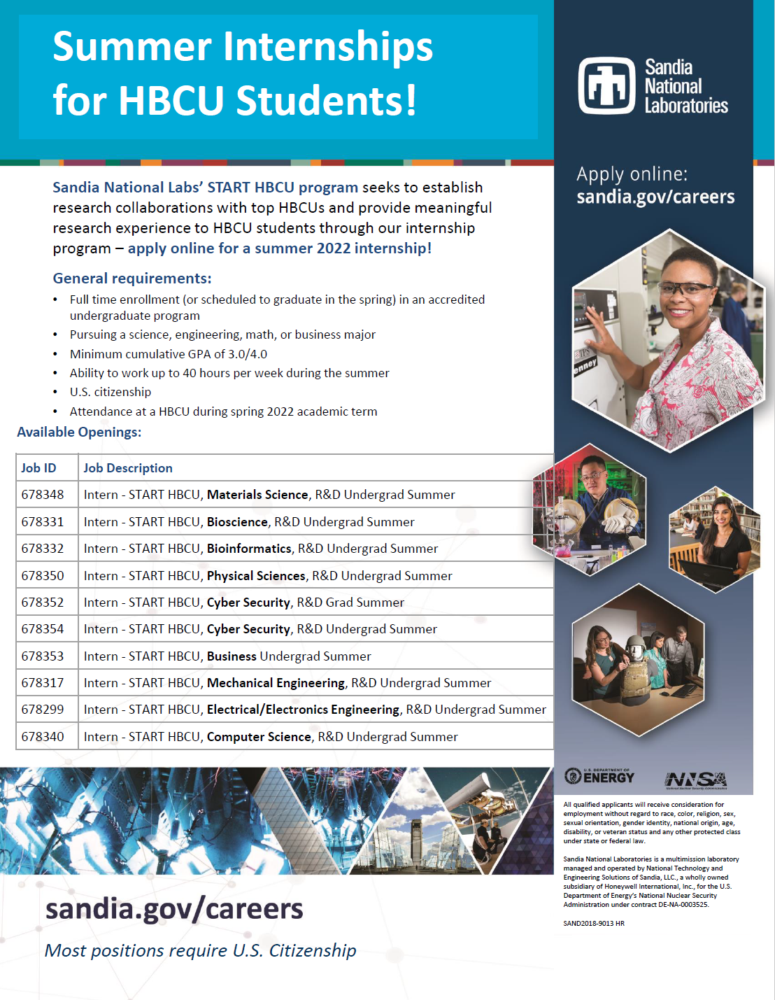 Summer Internships
for HBCU Students!
Sandia
National
Laboratories
Apply online:
sandia.gov/careers
Sandia National Labs’ START HBCU program seeks to establish
research collaborations with top HBCUs and provide meaningful
research experience to HBCU students through our internship
program – apply online for a summer 2022 internship!
General requirements:
• Full time enrollment (or scheduled to graduate in the spring) in an accredited
undergraduate program
• Pursuing a science, engineering, math, or business major
• Minimum cumulative GPA of 3.0/4.0
• Ability to work up to 40 hours per week during the summer
• U.S. citizenship
• Attendance at a HBCU during spring 2022 academic term
Available Openings:
Job ID Job Description
678348 Intern - START HBCU, Materials Science, R&D Undergrad Summer
678331 Intern - START HBCU, Bioscience, R&D Undergrad Summer
678332 Intern - START HBCU, Bioinformatics, R&D Undergrad Summer
678350 Intern - START HBCU, Physical Sciences, R&D Undergrad Summer
678352 Intern - START HBCU, Cyber Security, R&D Grad Summer
678354 Intern - START HBCU, Cyber Security, R&D Undergrad Summer
678353 Intern - START HBCU, Business Undergrad Summer
678317 Intern - START HBCU, Mechanical Engineering, R&D Undergrad Summer
678299 Intern - START HBCU, Electrical/Electronics Engineering, R&D Undergrad Summer
678340 Intern - START HBCU, Computer Science, R&D Undergrad Summer
TPS
enney
U.S. DEPARTMENT OF
ENERGY
NNSA
National Nuclear Security Administration
All qualified applicants will receive consideration for
employment without regard to race, color, religion, sex,
sexual orientation, gender identity, national origin, age,
disability, or veteran status and any other protected class
under state or federal law.
Sandia National Laboratories is a multimission laboratory
managed and operated by National Technology and
Engineering Solutions of Sandia, LLC., a wholly owned
subsidiary of Honeywell International, Inc., for the U.S.
Department of Energy’s National Nuclear Security
Administration under contract DE-NA-0003525.
SAND2018-9013 HR
sandia.gov/careers
Most positions require U.S. Citizenship